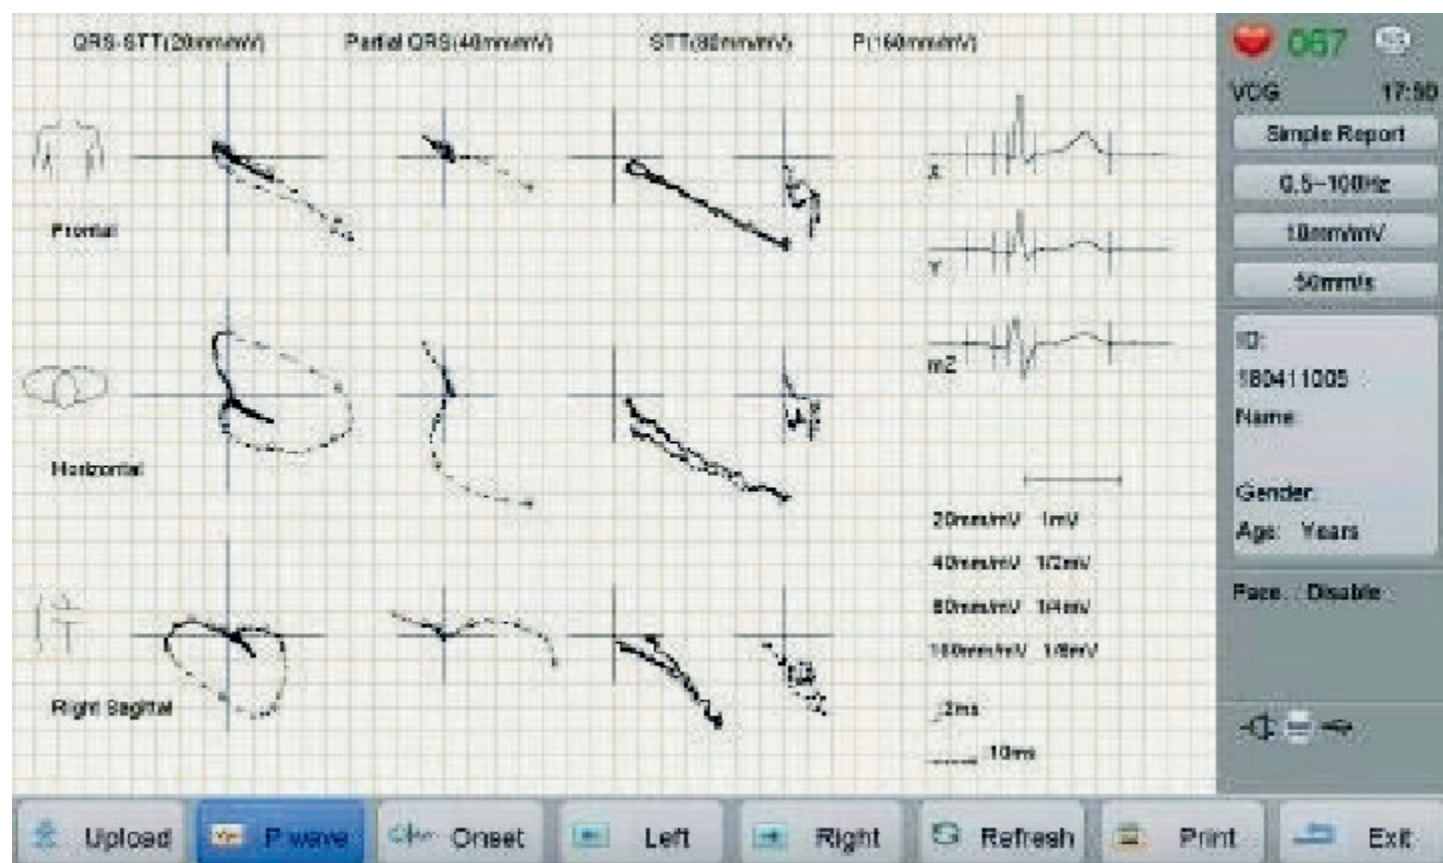 QRS-STT(20mm/mV) Partial QRS(40mm/mV) STT(80mm/mV) P(160mm/mV)
Frontal
Horizontal
Right Sagittal
X
Y
mZ
20mm/mV 1mV
40mm/mV 1/2mV
80mm/mV 1/4mV
160mm/mV 1/8mV
2ms
10ms
067
VCG 17:50
Simple Report
0.5~100Hz
10mm/mV
50mm/s
ID:
180411005
Name:
Gender:
Age: Years
Pace : Disable
Upload P wave Onset Left Right Refresh Print Exit